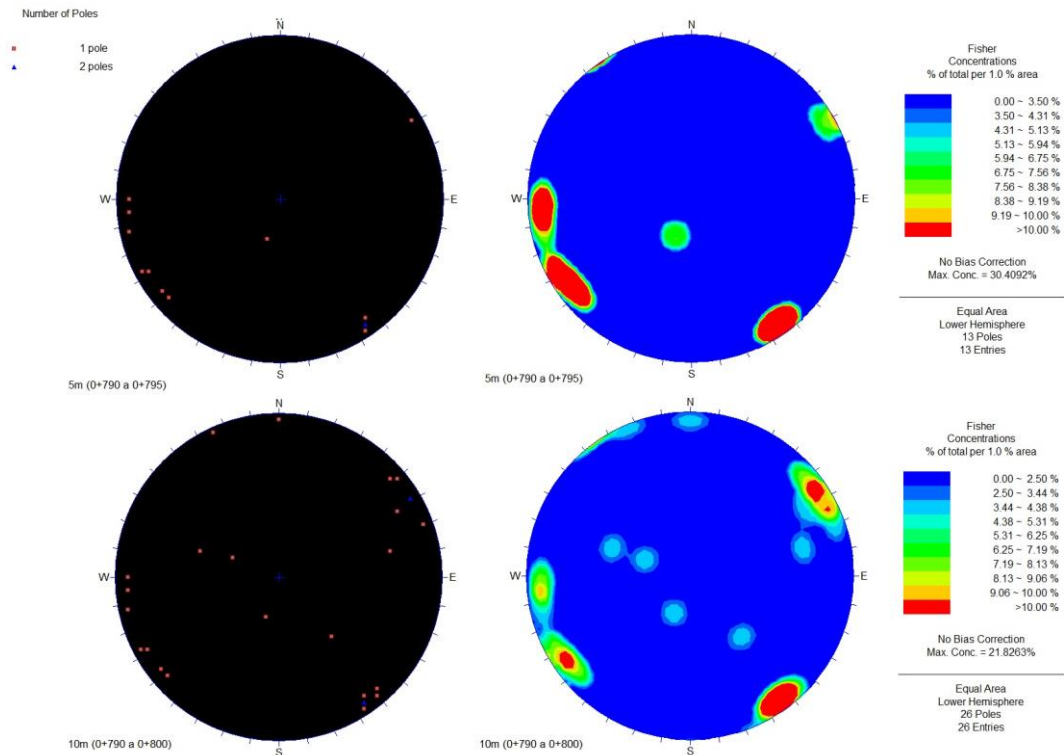 Number of Poles
1 pole
2 poles
N
W
E
S
5m (0+790 a 0+795)
N
W
E
S
5m (0+790 a 0+795)
Fisher
Concentrations
% of total per 1.0 % area
0.00 ~ 3.50 %
3.50 ~ 4.31 %
4.31 ~ 5.13 %
5.13 ~ 5.94 %
5.94 ~ 6.75 %
6.75 ~ 7.56 %
7.56 ~ 8.38 %
8.38 ~ 9.19 %
9.19 ~ 10.00 %
>10.00 %
No Bias Correction
Max. Conc. = 30.4092%
Equal Area
Lower Hemisphere
13 Poles
13 Entries
N
W
E
S
10m (0+790 a 0+800)
N
W
E
S
10m (0+790 a 0+800)
Fisher
Concentrations
% of total per 1.0 % area
0.00 ~ 2.50 %
2.50 ~ 3.44 %
3.44 ~ 4.38 %
4.38 ~ 5.31 %
5.31 ~ 6.25 %
6.25 ~ 7.19 %
7.19 ~ 8.13 %
8.13 ~ 9.06 %
9.06 ~ 10.00 %
>10.00 %
No Bias Correction
Max. Conc. = 21.8263%
Equal Area
Lower Hemisphere
26 Poles
26 Entries